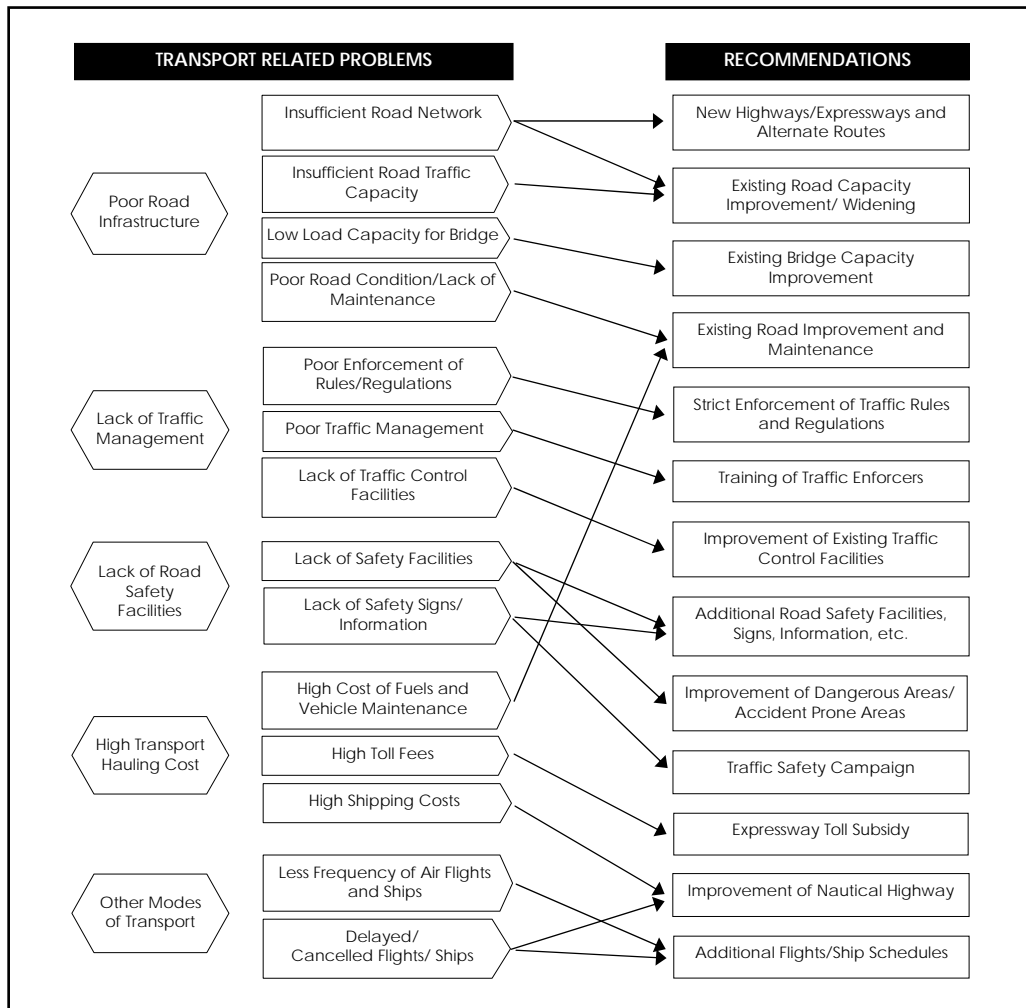 TRANSPORT RELATED PROBLEMS
RECOMMENDATIONS
Poor Road
Infrastructure
Insufficient Road Network
Insufficient Road Traffic
Capacity
Low Load Capacity for Bridge
Poor Road Condition/Lack of
Maintenance
Lack of Traffic
Management
Poor Enforcement of
Rules/Regulations
Poor Traffic Management
Lack of Traffic Control
Facilities
Lack of Road
Safety
Facilities
Lack of Safety Facilities
Lack of Safety Signs/
Information
High Transport
Hauling Cost
High Cost of Fuels and
Vehicle Maintenance
High Toll Fees
High Shipping Costs
Other Modes
of Transport
Less Frequency of Air Flights
and Ships
Delayed/
Cancelled Flights/ Ships
New Highways/Expressways and
Alternate Routes
Existing Road Capacity
Improvement/ Widening
Existing Bridge Capacity
Improvement
Existing Road Improvement and
Maintenance
Strict Enforcement of Traffic Rules
and Regulations
Training of Traffic Enforcers
Improvement of Existing Traffic
Control Facilities
Additional Road Safety Facilities,
Signs, Information, etc.
Improvement of Dangerous Areas/
Accident Prone Areas
Traffic Safety Campaign
Expressway Toll Subsidy
Improvement of Nautical Highway
Additional Flights/Ship Schedules